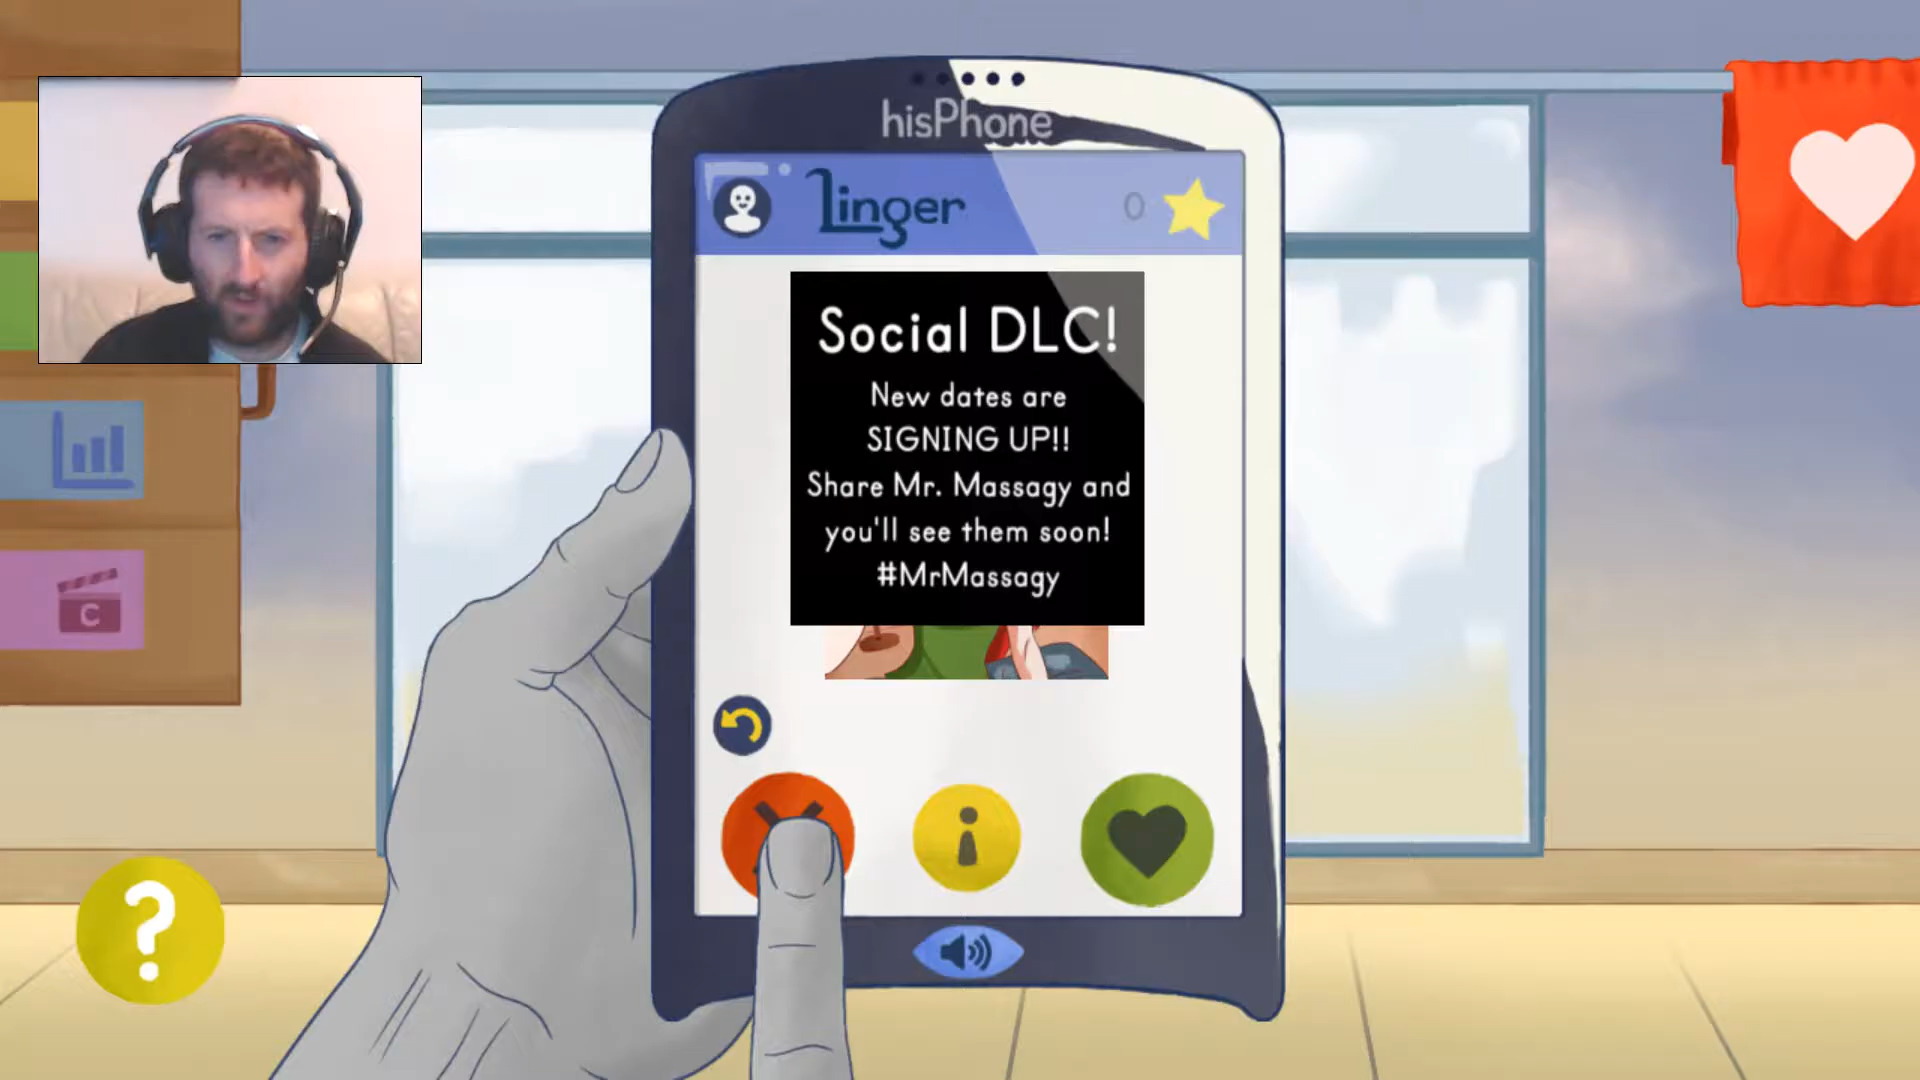 hisPhone
Linger
0
Social DLC!
New dates are
SIGNING UP!!
Share Mr. Massagy and
you'll see them soon!
#MrMassagy
C
?